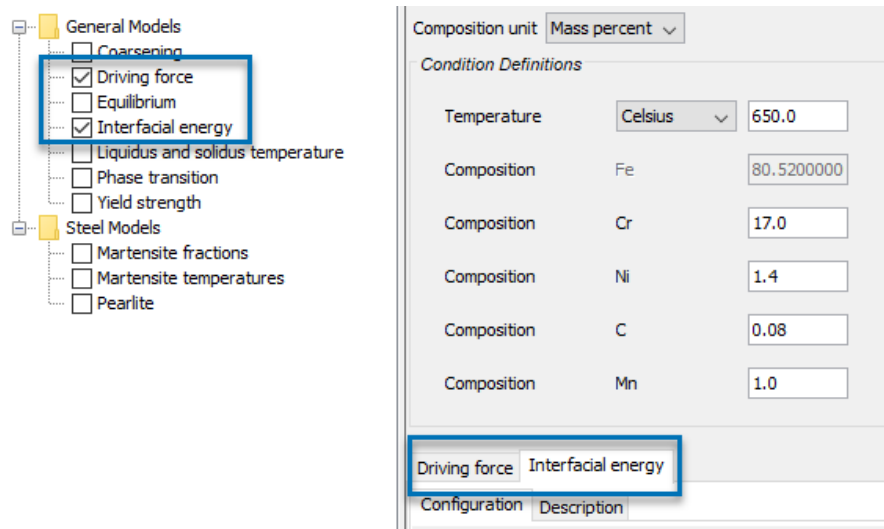 General Models
Coarsening
Driving force
Equilibrium
Interfacial energy
Liquidus and solidus temperature
Phase transition
Yield strength
Steel Models
Martensite fractions
Martensite temperatures
Pearlite
Composition unit Mass percent
Condition Definitions
Temperature Celsius 650.0
Composition Fe 80.5200000
Composition Cr 17.0
Composition Ni 1.4
Composition C 0.08
Composition Mn 1.0
Driving force Interfacial energy
Configuration Description